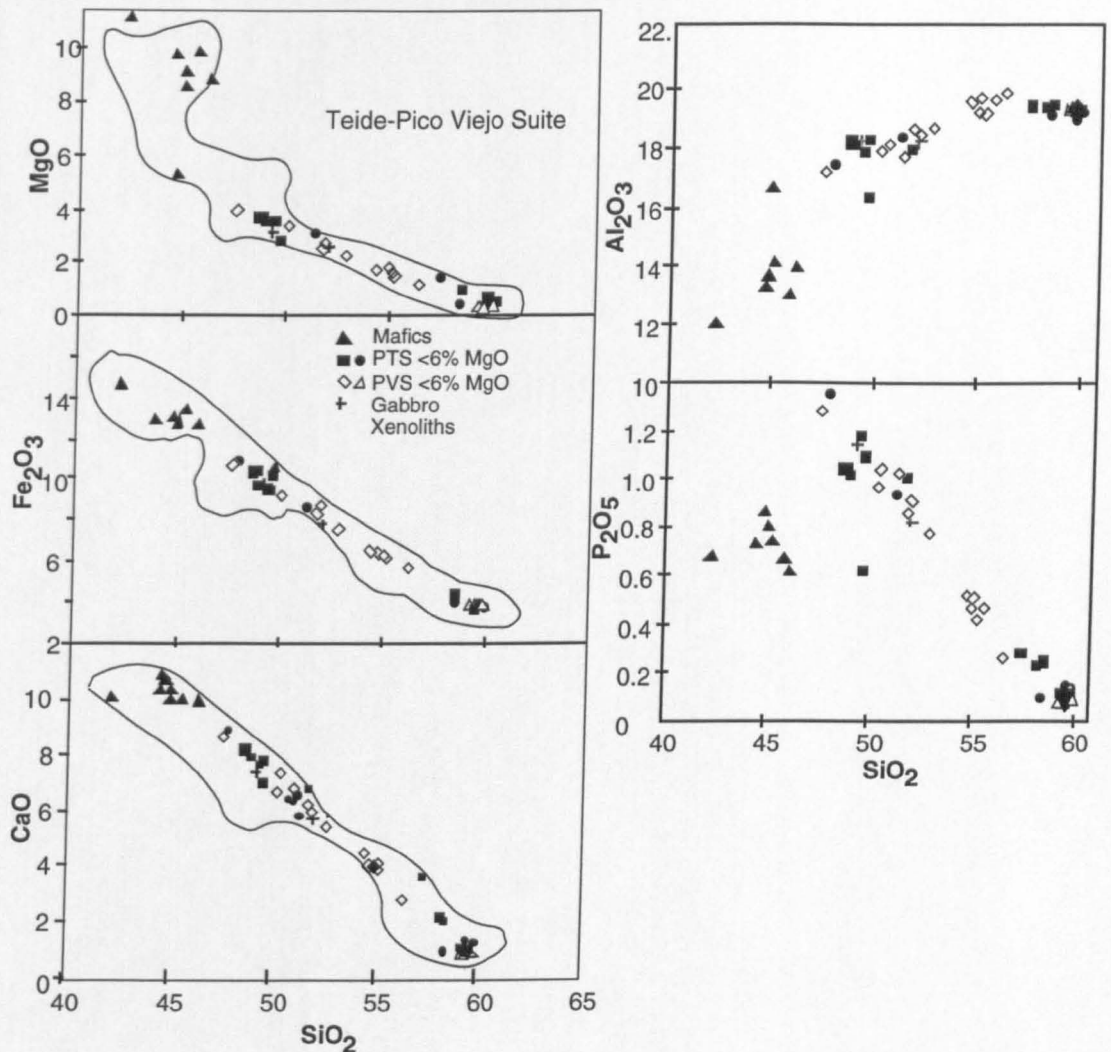 10
8
6
4
2
0
MgO
Teide-Pico Viejo Suite
14
10
6
2
Fe2O3
Mafics
PTS <6% MgO
PVS <6% MgO
Gabbro
Xenoliths
2
10
8
6
4
2
0
CaO
40 45 50 55 60 65
SiO2
22.
20
18
16
14
12
Al2O3
10
1.2
1.0
0.8
0.6
0.4
0.2
0
P2O5
40 45 50 55 60
SiO2